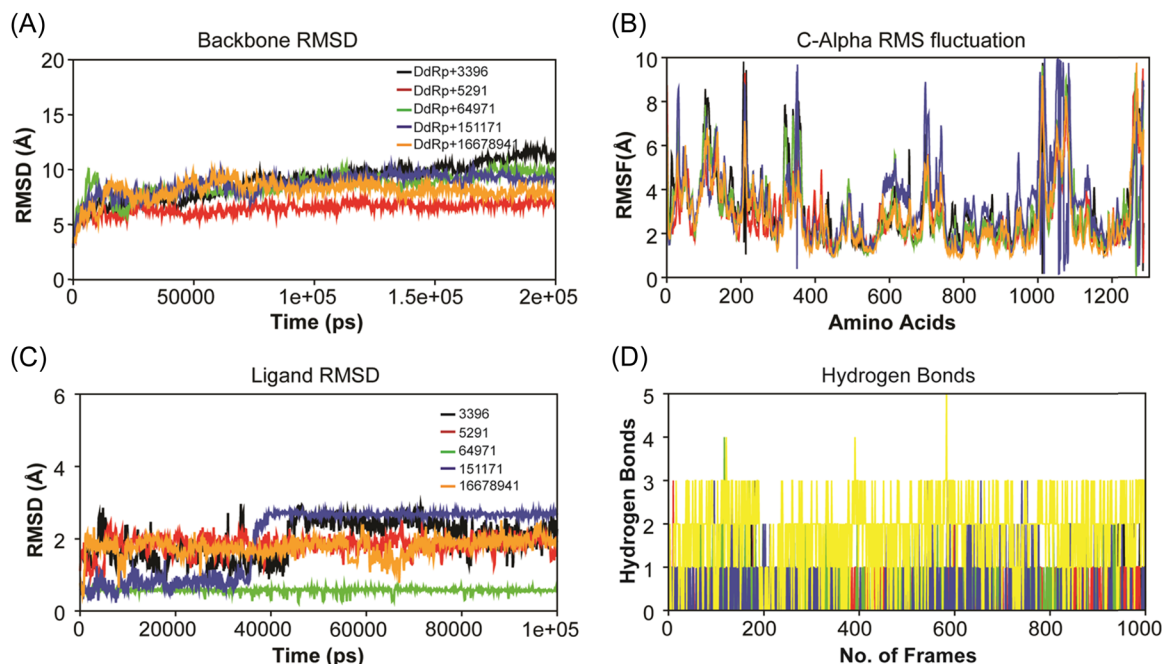 (A)
Backbone RMSD
20
15
10
5
0
RMSD (Å)
DdRp+3396
DdRp+5291
DdRp+64971
DdRp+151171
DdRp+16678941
0
50000
1e+05
1.5e+05
2e+05
Time (ps)
(B)
C-Alpha RMS fluctuation
10
8
6
4
2
0
RMSF(Å)
0
200
400
600
800
1000
1200
Amino Acids
(C)
Ligand RMSD
6
4
2
0
RMSD (Å)
3396
5291
64971
151171
16678941
0
20000
40000
60000
80000
1e+05
Time (ps)
(D)
Hydrogen Bonds
5
4
3
2
1
0
Hydrogen Bonds
0
200
400
600
800
1000
No. of Frames